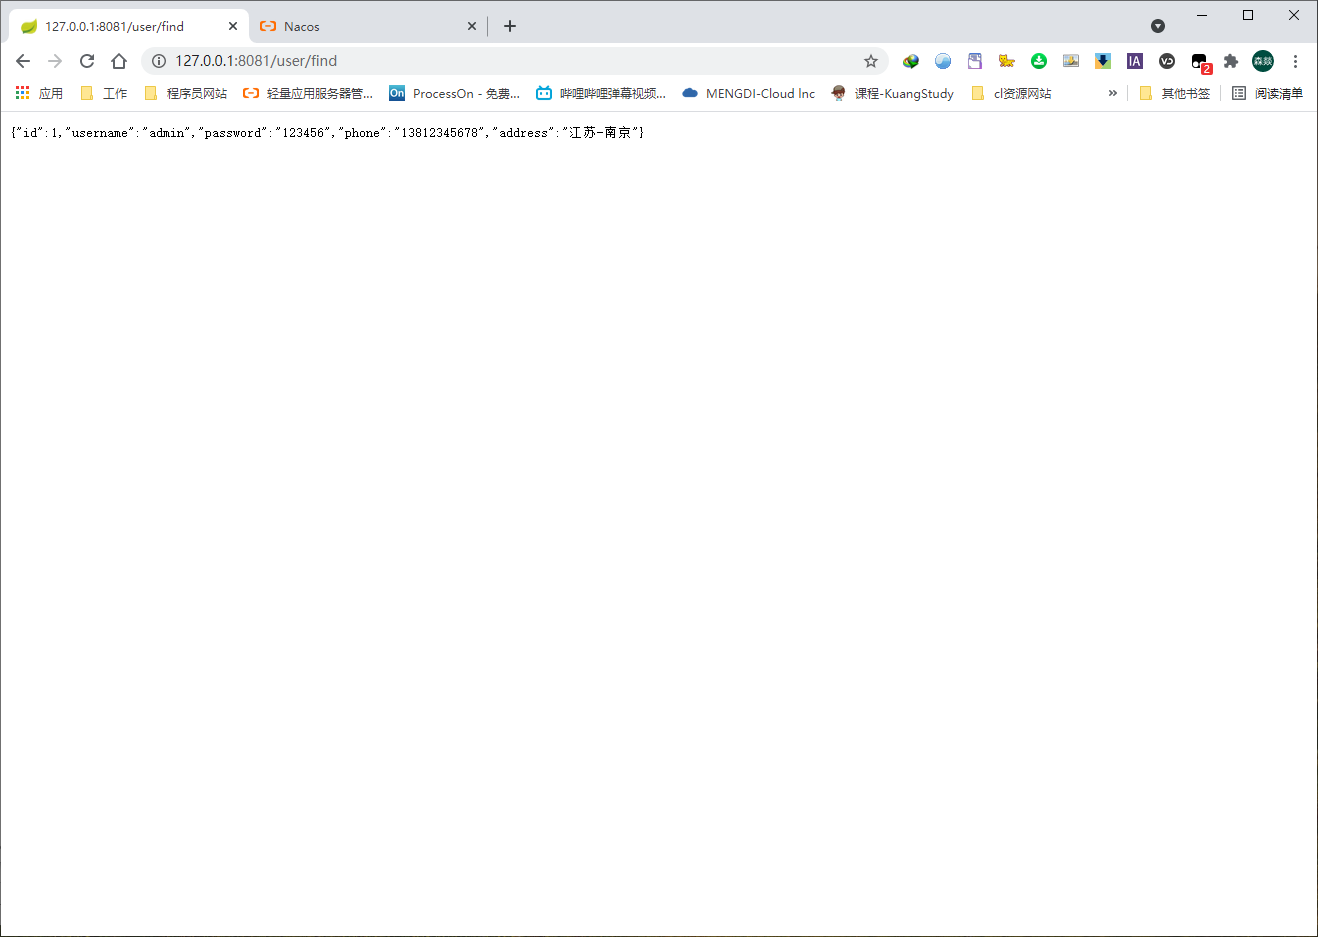 127.0.0.1:8081/user/find
Nacos
127.0.0.1:8081/user/find
IA
2
森燚
应用
工作
程序员网站
轻量应用服务器管...
On
ProcessOn - 免费...
哔哩哔哩弹幕视频...
MENGDI-Cloud Inc
课程-KuangStudy
cl资源网站
»
其他书签
阅读清单
{"id":1,"username":"admin","password":"123456","phone":"13812345678","address":"江苏-南京"}